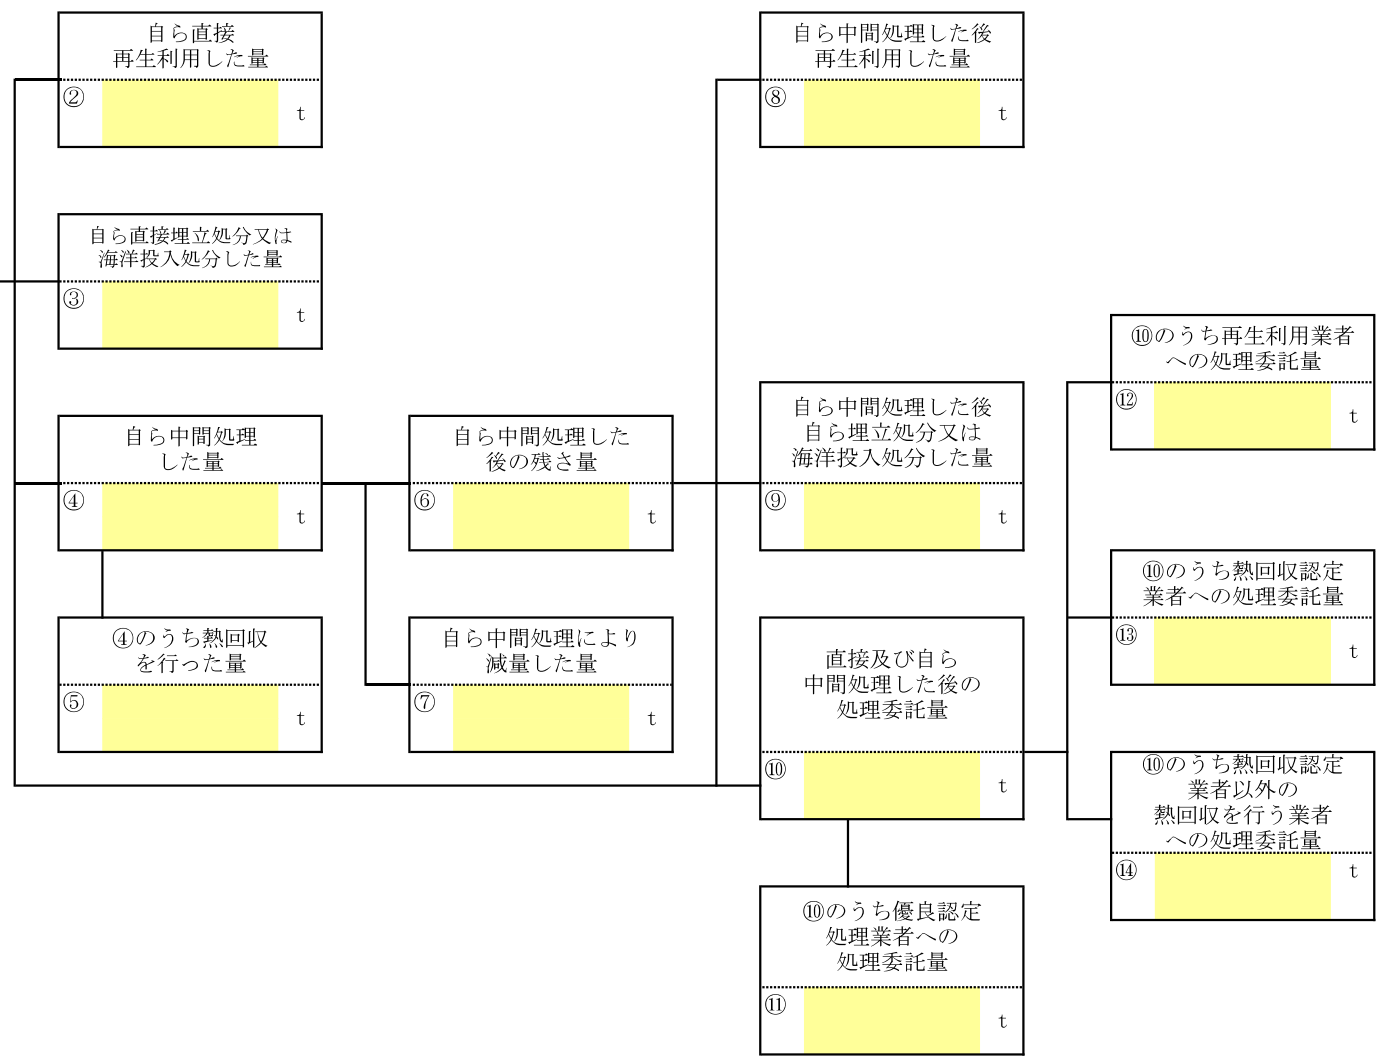 自ら直接
再生利用した量
②
t
自ら直接埋立処分又は
海洋投入処分した量
③
t
自ら中間処理
した量
④
t
④のうち熱回収
を行った量
⑤
t
自ら中間処理した
後の残さ量
⑥
t
自ら中間処理により
減量した量
⑦
t
自ら中間処理した後
再生利用した量
⑧
t
自ら中間処理した後
自ら埋立処分又は
海洋投入処分した量
⑨
t
直接及び自ら
中間処理した後の
処理委託量
⑩
t
⑩のうち優良認定
処理業者への
処理委託量
⑪
t
⑩のうち再生利用業者
への処理委託量
⑫
t
⑩のうち熱回収認定
業者への処理委託量
⑬
t
⑩のうち熱回収認定
業者以外の
熱回収を行う業者
への処理委託量
⑭
t